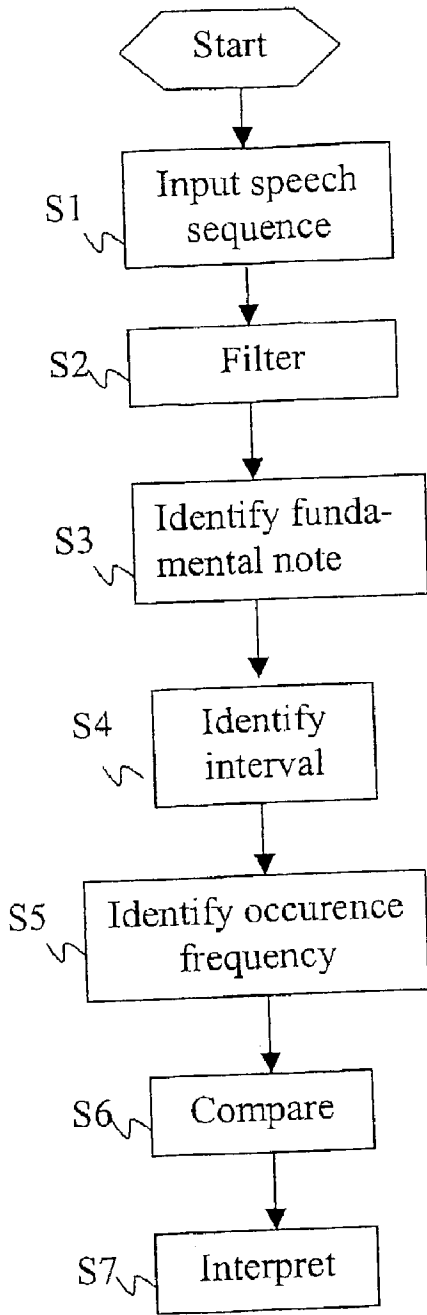 Start
S1
Input speech
sequence
S2
Filter
S3
Identify funda-
mental note
S4
Identify
interval
S5
Identify occurence
frequency
S6
Compare
S7
Interpret